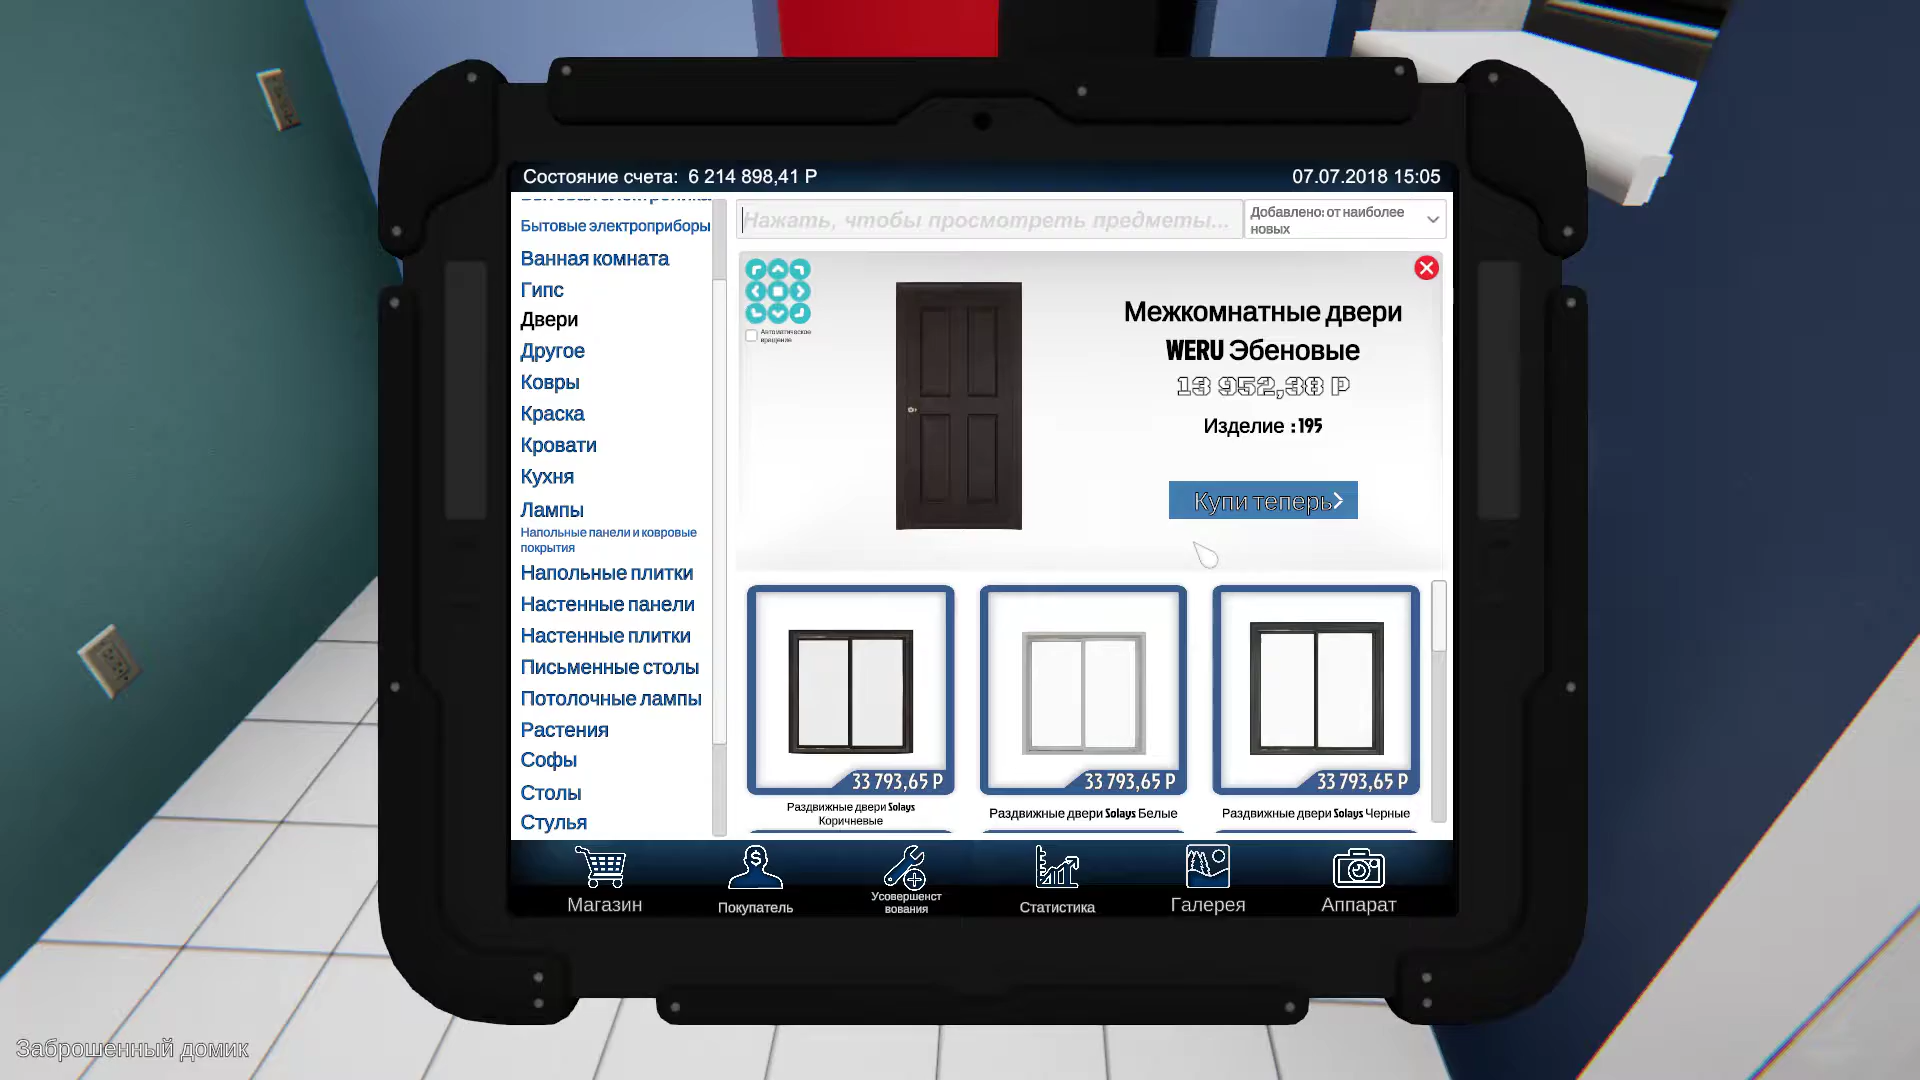 Состояние счета: 6 214 898,41 Р
07.07.2018 15:05
Бытовые электроприборы
Ванная комната
Гипс
Двери
Другое
Ковры
Краска
Кровати
Кухня
Лампы
Напольные панели и ковровые
покрытия
Напольные плитки
Настенные панели
Настенные плитки
Письменные столы
Потолочные лампы
Растения
Софы
Столы
Стулья
Нажать, чтобы просмотреть предметы...
Добавлено: от наиболее
новых
Автоматическое
вращение
Межкомнатные двери
WERU Эбеновые
13 952,38 Р
Изделие : 195
Купи теперь
33 793,65 Р
Раздвижные двери Solays
Коричневые
33 793,65 Р
Раздвижные двери Solays Белые
33 793,65 Р
Раздвижные двери Solays Черные
Магазин
Покупатель
Усовершенст
вования
Статистика
Галерея
Аппарат
Заброшенный домик